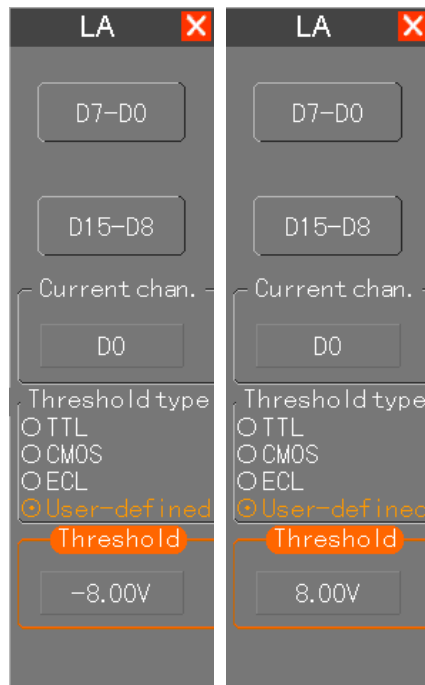 LA
D7-D0
D15-D8
Current chan.
D0
Threshold type
TTL
CMOS
ECL
User-defined
Threshold
-8.00V
LA
D7-D0
D15-D8
Current chan.
D0
Threshold type
TTL
CMOS
ECL
User-defined
Threshold
8.00V